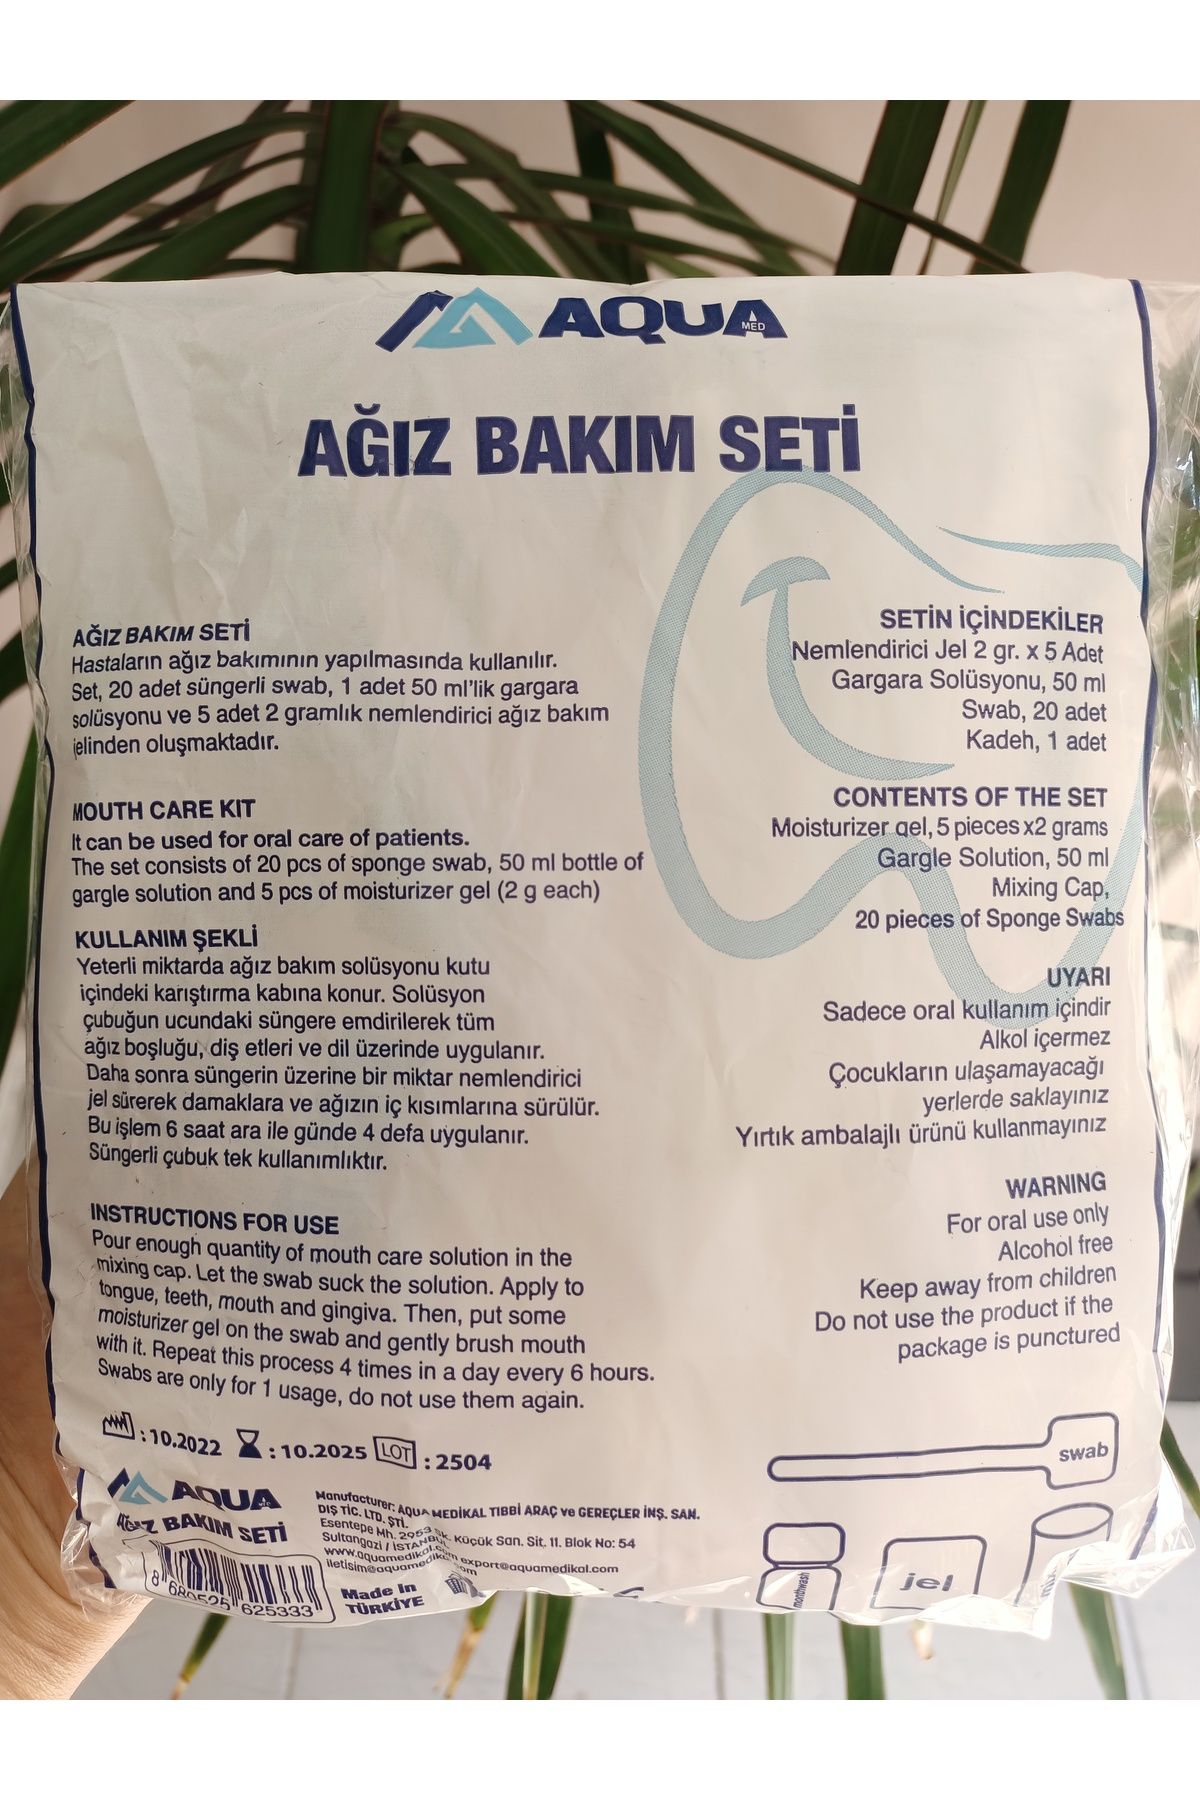 AQUA
MED
AĞIZ BAKIM SETİ
AĞIZ BAKIM SETİ
Hastaların ağız bakımının yapılmasında kullanılır.
Set, 20 adet süngerli swab, 1 adet 50 ml'lik gargara
solüsyonu ve 5 adet 2 gramlık nemlendirici ağız bakım
jelinden oluşmaktadır.
MOUTH CARE KIT
It can be used for oral care of patients.
The set consists of 20 pcs of sponge swab, 50 ml bottle of
gargle solution and 5 pcs of moisturizer gel (2 g each)
KULLANIM ŞEKLİ
Yeterli miktarda ağız bakım solüsyonu kutu
içindeki karıştırma kabına konur. Solüsyon
çubuğun ucundaki süngere emdirilerek tüm
ağız boşluğu, diş etleri ve dil üzerinde uygulanır.
Daha sonra süngerin üzerine bir miktar nemlendirici
jel sürerek damaklara ve ağızın iç kısımlarına sürülür.
Bu işlem 6 saat ara ile günde 4 defa uygulanır.
Süngerli çubuk tek kullanımlıktır.
INSTRUCTIONS FOR USE
Pour enough quantity of mouth care solution in the
mixing cap. Let the swab suck the solution. Apply to
tongue, teeth, mouth and gingiva. Then, put some
moisturizer gel on the swab and gently brush mouth
with it. Repeat this process 4 times in a day every 6 hours.
Swabs are only for 1 usage, do not use them again.
SETİN İÇİNDEKİLER
Nemlendirici Jel 2 gr. x 5 Adet
Gargara Solüsyonu, 50 ml
Swab, 20 adet
Kadeh, 1 adet
CONTENTS OF THE SET
Moisturizer gel, 5 pieces x2 grams
Gargle Solution, 50 ml
Mixing Cap,
20 pieces of Sponge Swabs
UYARI
Sadece oral kullanım içindir
Alkol içermez
Çocukların ulaşamayacağı
yerlerde saklayınız
Yırtık ambalajlı ürünü kullanmayınız
WARNING
For oral use only
Alcohol free
Keep away from children
Do not use the product if the
package is punctured
: 10.2022 : 10.2025 LOT : 2504
AQUA
AĞIZ BAKIM SETİ
8 680525 625333
Manufacturer: AQUA MEDİKAL TIBBİ ARAÇ ve GEREÇLER İNŞ. SAN.
DIŞ TİC. LTD. ŞTİ.
Esentepe Mh. 2953 Sk. Küçük San. Sit. 11. Blok No: 54
Sultangazi / İSTANBUL
www.aquamedikal.com export@aquamedikal.com
iletisim@aquamedikal.com
Made in
TÜRKİYE
swab
mouthwash
jel